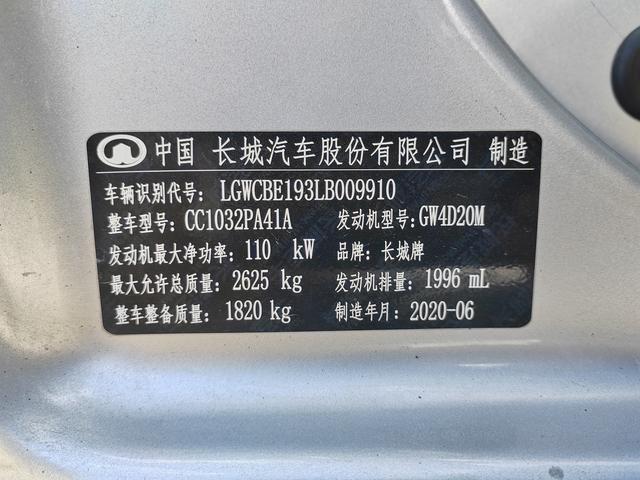 中国 长城汽车股份有限公司 制造
车辆识别代号: LGWCBE193LB009910
整车型号: CC1032PA41A 发动机型号: GW4D20M
发动机最大净功率: 110 kW 品牌: 长城牌
最大允许总质量: 2625 kg 发动机排量: 1996 mL
整车整备质量: 1820 kg 制造年月: 2020-06